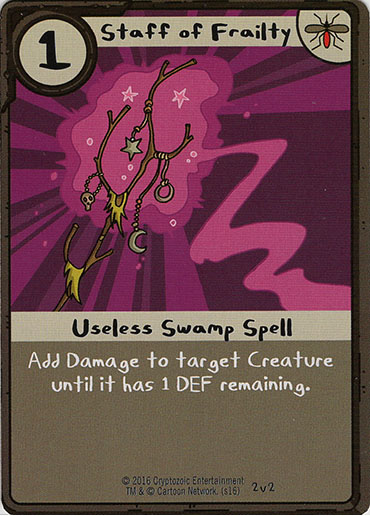 1
Staff of Frailty
Useless Swamp Spell
Add Damage to target Creature
until it has 1 DEF remaining.
© 2016 Cryptozoic Entertainment
TM & © Cartoon Network. (s16)
2v2